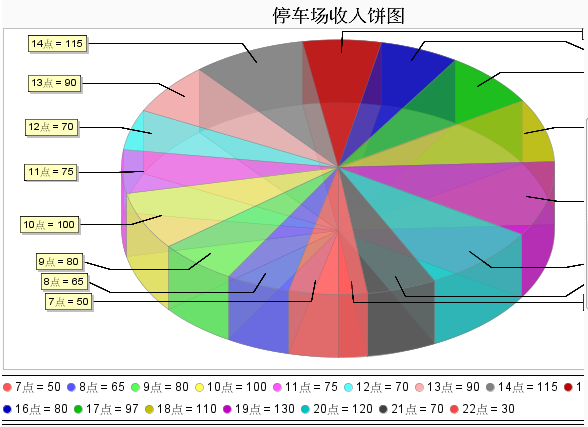 停车场收入饼图
14点 = 115
13点 = 90
12点 = 70
11点 = 75
10点 = 100
9点 = 80
8点 = 65
7点 = 50
7点 = 50 8点 = 65 9点 = 80 10点 = 100 11点 = 75 12点 = 70 13点 = 90 14点 = 115 1
16点 = 80 17点 = 97 18点 = 110 19点 = 130 20点 = 120 21点 = 70 22点 = 30